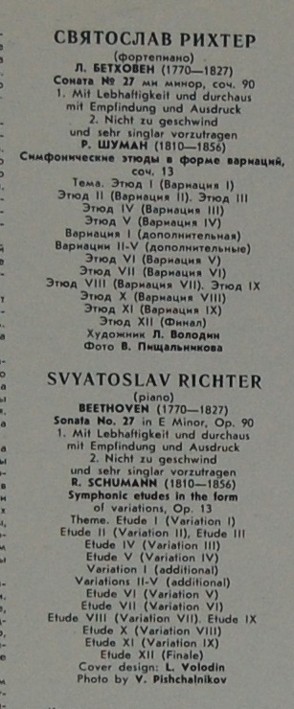 СВЯТОСЛАВ РИХТЕР
(фортепиано)
Л. БЕТХОВЕН (1770—1827)
Соната № 27 ми минор, соч. 90
1. Mit Lebhaftigkeit und durchaus
mit Empfindung und Ausdruck
2. Nicht zu geschwind
und sehr singlar vorzutragen
Р. ШУМАН (1810—1856)
Симфонические этюды в форме вариаций,
соч. 13
Тема. Этюд I (Вариация I)
Этюд II (Вариация II). Этюд III
Этюд IV (Вариация III)
Этюд V (Вариация IV)
Вариация I (дополнительная)
Вариации II-V (дополнительные)
Этюд VI (Вариация V)
Этюд VII (Вариация VI)
Этюд VIII (Вариация VII). Этюд IX
Этюд X (Вариация VIII)
Этюд XI (Вариация IX)
Этюд XII (Финал)
Художник Л. Володин
Фото В. Пищальникова
SVYATOSLAV RICHTER
(piano)
BEETHOVEN (1770—1827)
Sonata No. 27 in E Minor, Op. 90
1. Mit Lebhaftigkeit und durchaus
mit Empfindung und Ausdruck
2. Nicht zu geschwind
und sehr singlar vorzutragen
R. SCHUMANN (1810—1856)
Symphonic etudes in the form
of variations, Op. 13
Theme. Etude I (Variation I)
Etude II (Variation II), Etude III
Etude IV (Variation III)
Etude V (Variation IV)
Variation I (additional)
Variations II-V (additional)
Etude VI (Variation V)
Etude VII (Variation VI)
Etude VIII (Variation VII). Etude IX
Etude X (Variation VIII)
Etude XI (Variation IX)
Etude XII (Finale)
Cover design: L. Volodin
Photo by V. Pishchalnikov